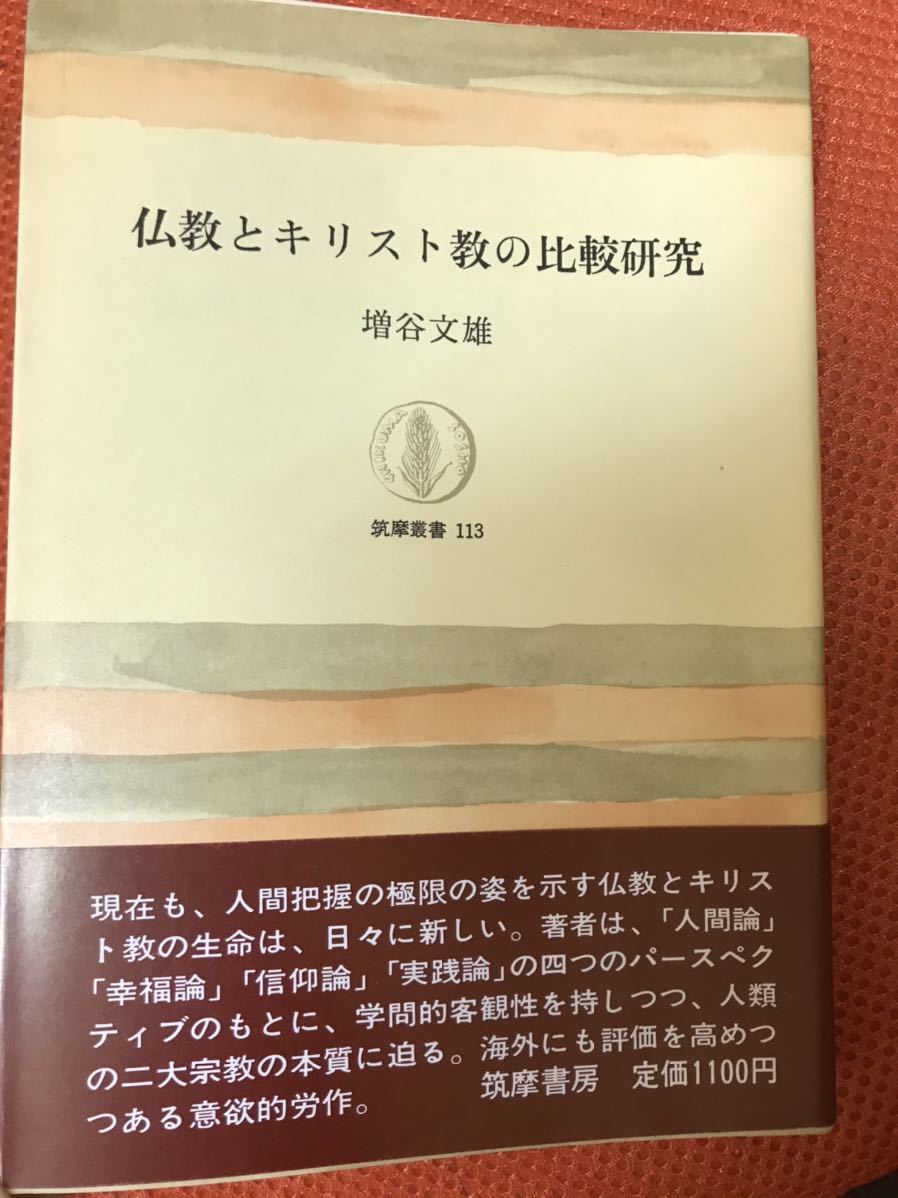 仏教とキリスト教の比較研究
増谷文雄
CHIKUMA SOSHO
筑摩叢書 113
現在も、人間把握の極限の姿を示す仏教とキリス
ト教の生命は、日々に新しい。著者は、「人間論」
「幸福論」「信仰論」「実践論」の四つのパースペク
ティブのもとに、学問的客観性を持しつつ、人類
の二大宗教の本質に迫る。海外にも評価を高めつ
つある意欲的労作。
筑摩書房 定価1100円